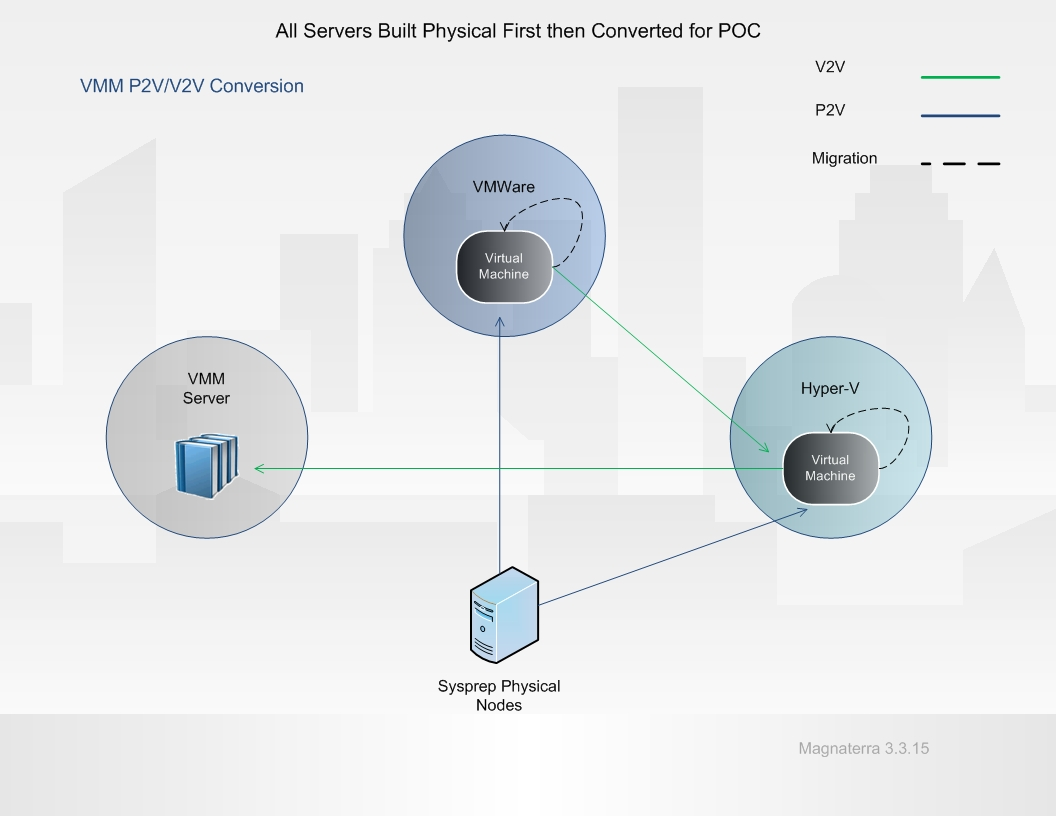 All Servers Built Physical First then Converted for POC
VMM P2V/V2V Conversion
V2V
P2V
Migration
VMWare
Virtual
Machine
VMM
Server
Hyper-V
Virtual
Machine
Sysprep Physical
Nodes
Magnaterra 3.3.15